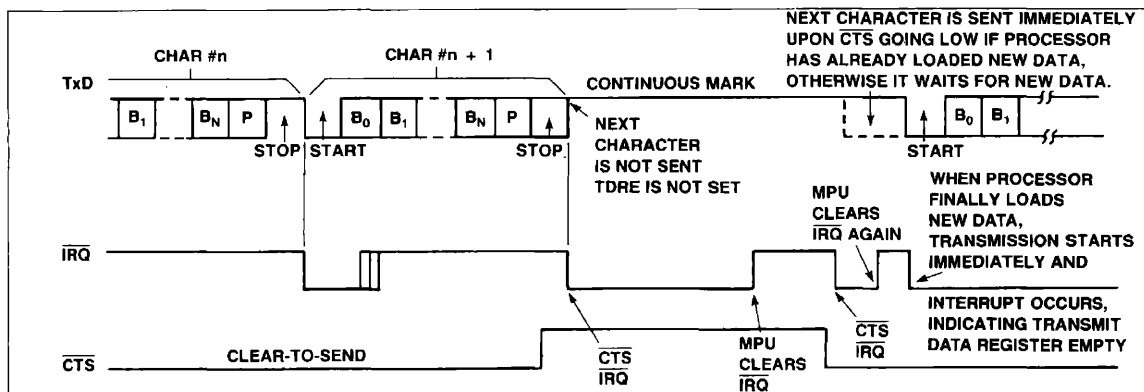 NEXT CHARACTER IS SENT IMMEDIATELY
UPON CTS GOING LOW IF PROCESSOR
HAS ALREADY LOADED NEW DATA,
OTHERWISE IT WAITS FOR NEW DATA.
CHAR #n
CHAR #n + 1
TxD
CONTINUOUS MARK
B1
BN
P
B0
B1
BN
P
B0
B1
STOP
START
STOP
NEXT
CHARACTER
IS NOT SENT
TDRE IS NOT SET
START
MPU
CLEARS
IRQ AGAIN
WHEN PROCESSOR
FINALLY LOADS
NEW DATA,
TRANSMISSION STARTS
IMMEDIATELY AND
IRQ
INTERRUPT OCCURS,
INDICATING TRANSMIT
DATA REGISTER EMPTY
CTS
CLEAR-TO-SEND
CTS
IRQ
MPU
CLEARS
IRQ
CTS
IRQ